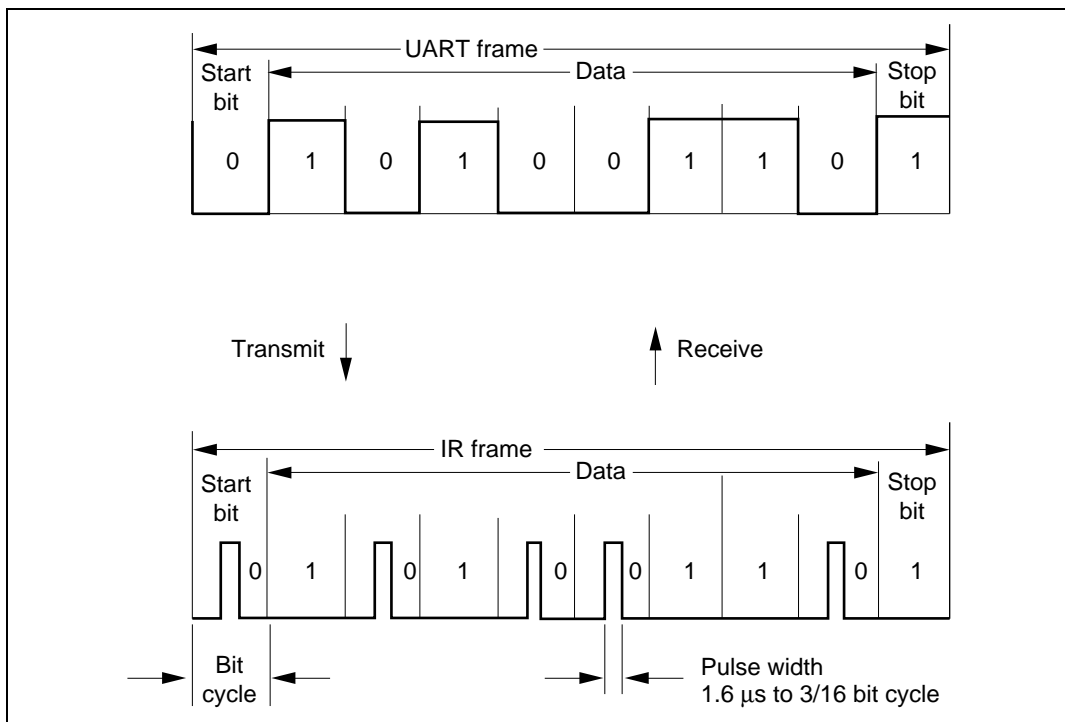 UART frame
Start bit
Data
Stop bit
0 1 0 1 0 0 1 1 0 1
Transmit
Receive
IR frame
Start bit
Data
Stop bit
0 1 0 1 0 0 1 1 0 1
Bit cycle
Pulse width
1.6 μs to 3/16 bit cycle